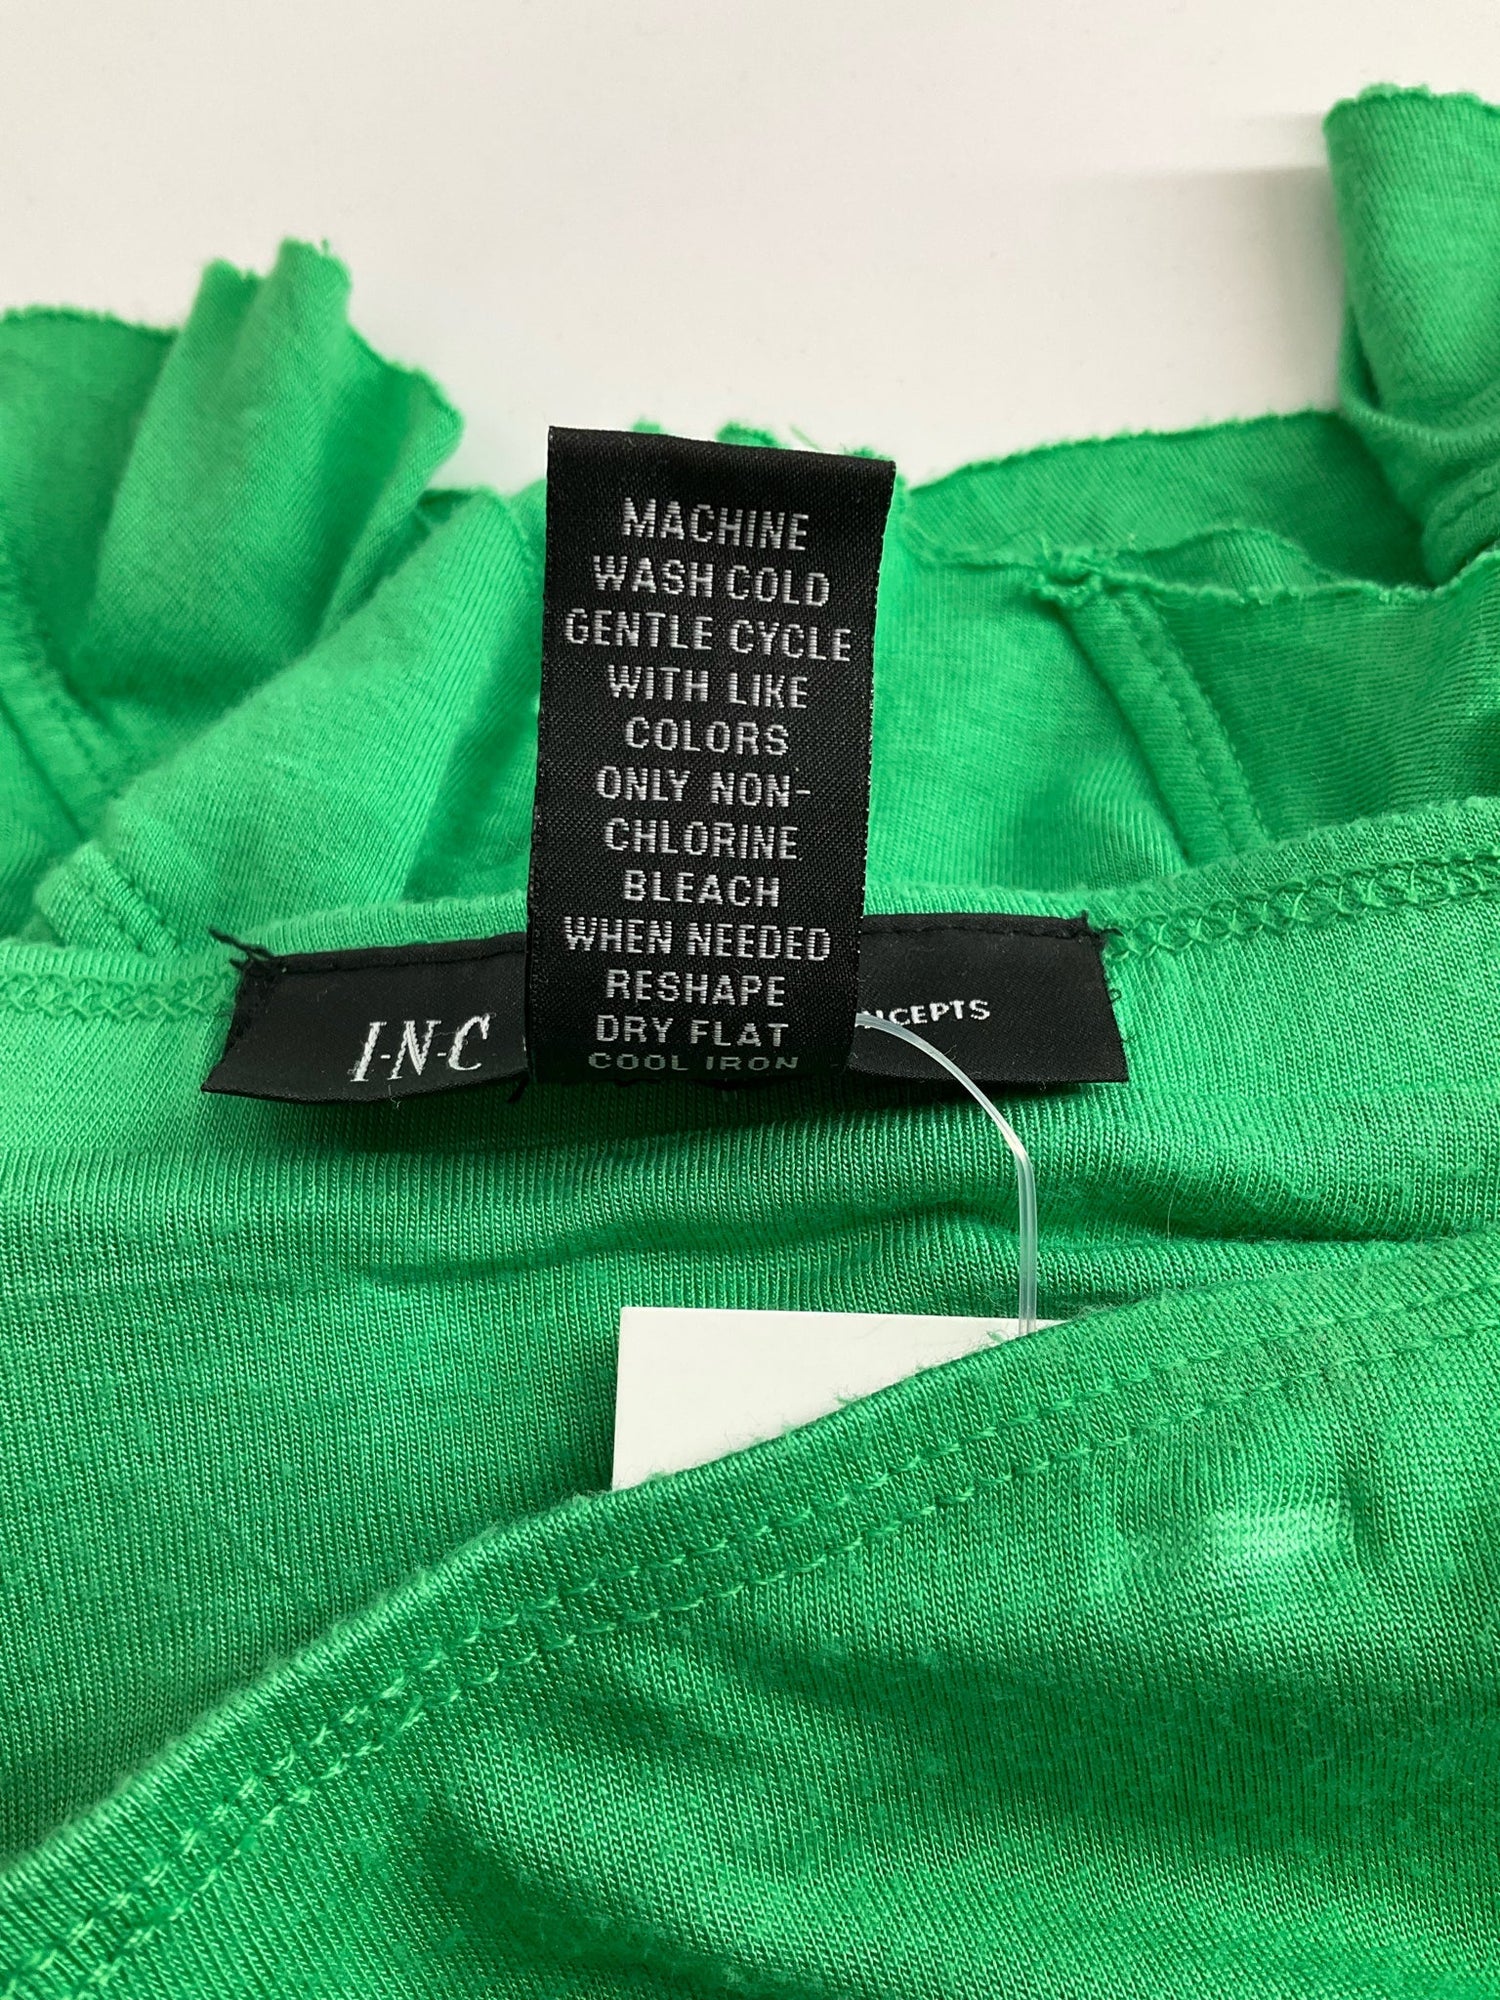 MACHINE
WASH COLD
GENTLE CYCLE
WITH LIKE
COLORS
ONLY NON-
CHLORINE
BLEACH
WHEN NEEDED
RESHAPE
DRY FLAT
COOL IRON
I-N-C NCEPTS